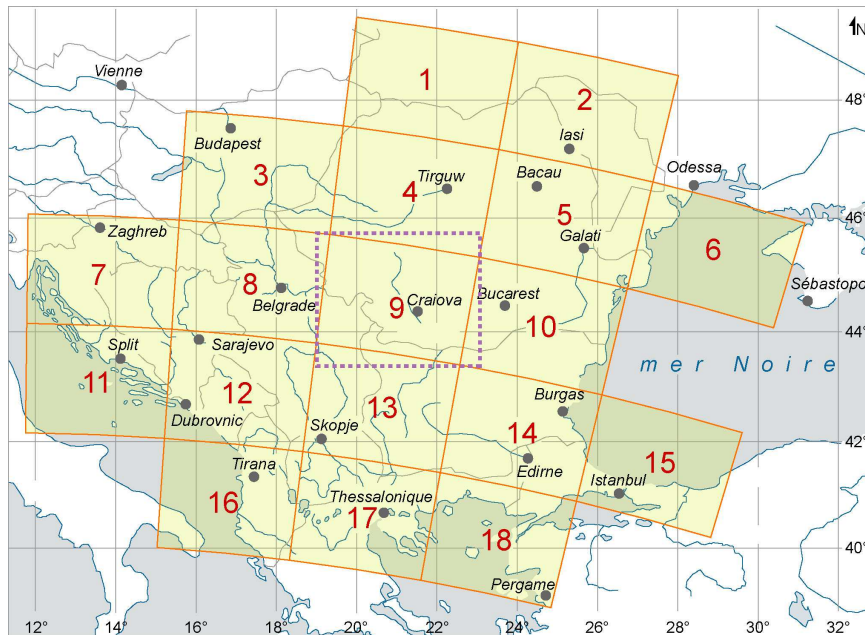 N
1
2
Vienne
48°
Budapest
Iasi
3
4
Tirguw
Bacau
Odessa
5
46°
Zaghreb
Galati
6
7
8
Belgrade
9
Craiova
Bucarest
10
Sébastopo
44°
Split
Sarajevo
mer Noire
11
12
13
Dubrovnic
Burgas
Skopje
14
42°
Tirana
Edirne
15
Istanbul
16
Thessalonique
17
18
40°
Pergame
12° 14° 16° 18° 20° 22° 24° 26° 28° 30° 32°